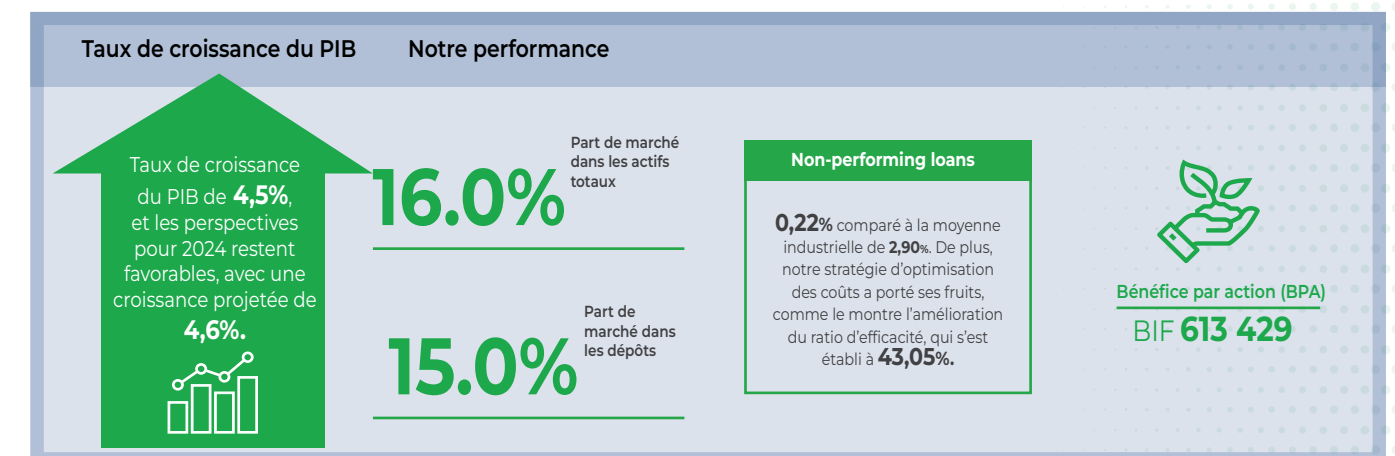 Taux de croissance du PIB
Notre performance
Taux de croissance
du PIB de 4,5%,
et les perspectives
pour 2024 restent
favorables, avec une
croissance projetée de
4,6%.
16.0%
Part de marché
dans les actifs
totaux
15.0%
Part de
marché dans
les dépôts
Non-performing loans
0,22% comparé à la moyenne
industrielle de 2,90%. De plus,
notre stratégie d’optimisation
des coûts a porté ses fruits,
comme le montre l’amélioration
du ratio d’efficacité, qui s’est
établi à 43,05%.
Bénéfice par action (BPA)
BIF 613 429